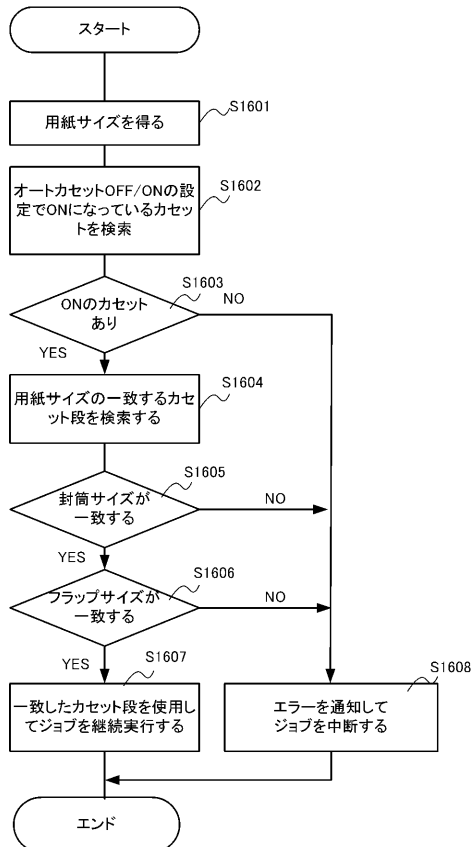 スタート
用紙サイズを得る
S1601
オートカセットOFF/ONの設
定でONになっているカセッ
トを検索
S1602
ONのカセット
あり
S1603
NO
YES
用紙サイズの一致するカセ
ット段を検索する
S1604
封筒サイズが
一致する
S1605
NO
YES
フラップサイズが
一致する
S1606
NO
YES
一致したカセット段を使用し
てジョブを継続実行する
S1607
エラーを通知して
ジョブを中断する
S1608
エンド